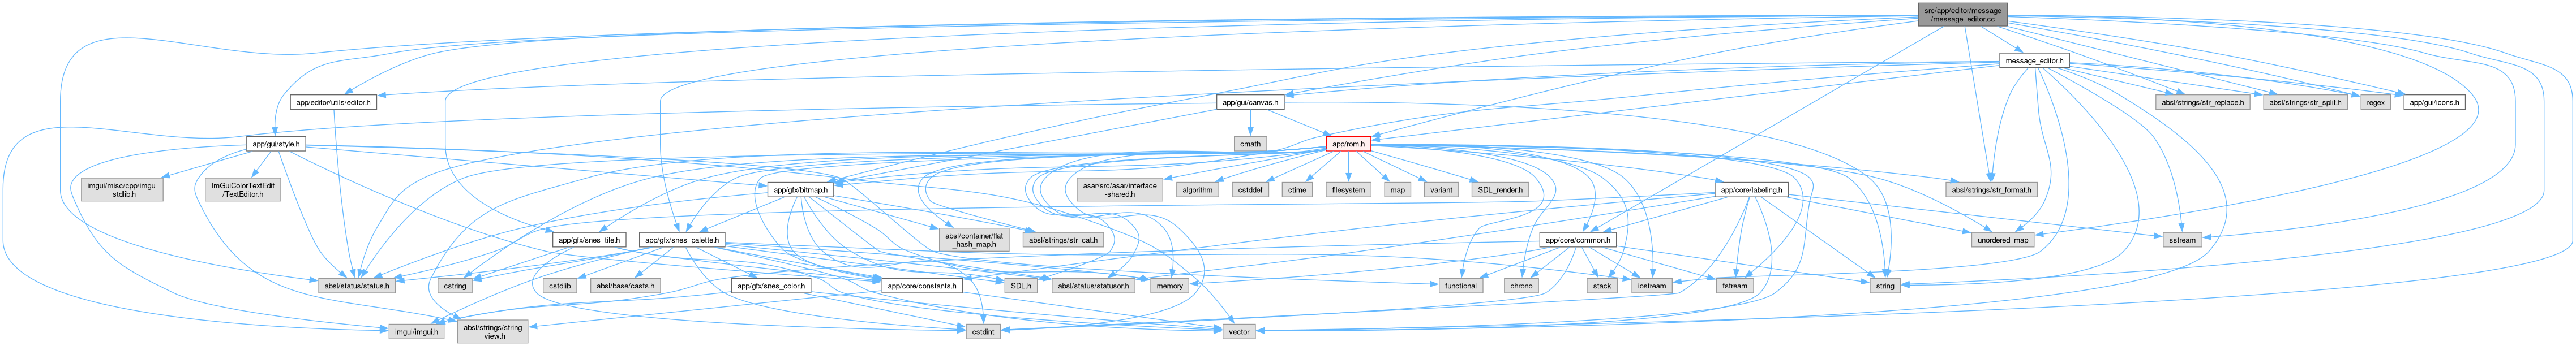 src/app/editor/message
/message_editor.cc
message_editor.h
app/editor/utils/editor.h
app/gui/canvas.h
absl/strings/str_replace.h
absl/strings/str_split.h
regex
app/gui/icons.h
app/gui/style.h
cmath
app/rom.h
imgui/misc/cpp/imgui
_stdlib.h
ImGuiColorTextEdit
/TextEditor.h
app/gfx/bitmap.h
asar/src/asar/interface
-shared.h
algorithm
cstddef
ctime
filesystem
map
variant
SDL_render.h
app/core/labeling.h
absl/strings/str_format.h
app/gfx/snes_tile.h
app/gfx/snes_palette.h
absl/container/flat
_hash_map.h
absl/strings/str_cat.h
app/core/common.h
unordered_map
sstream
absl/status/status.h
cstring
cstdlib
absl/base/casts.h
app/gfx/snes_color.h
app/core/constants.h
SDL.h
absl/status/statusor.h
memory
functional
chrono
stack
iostream
fstream
string
imgui/imgui.h
absl/strings/string
_view.h
cstdint
vector